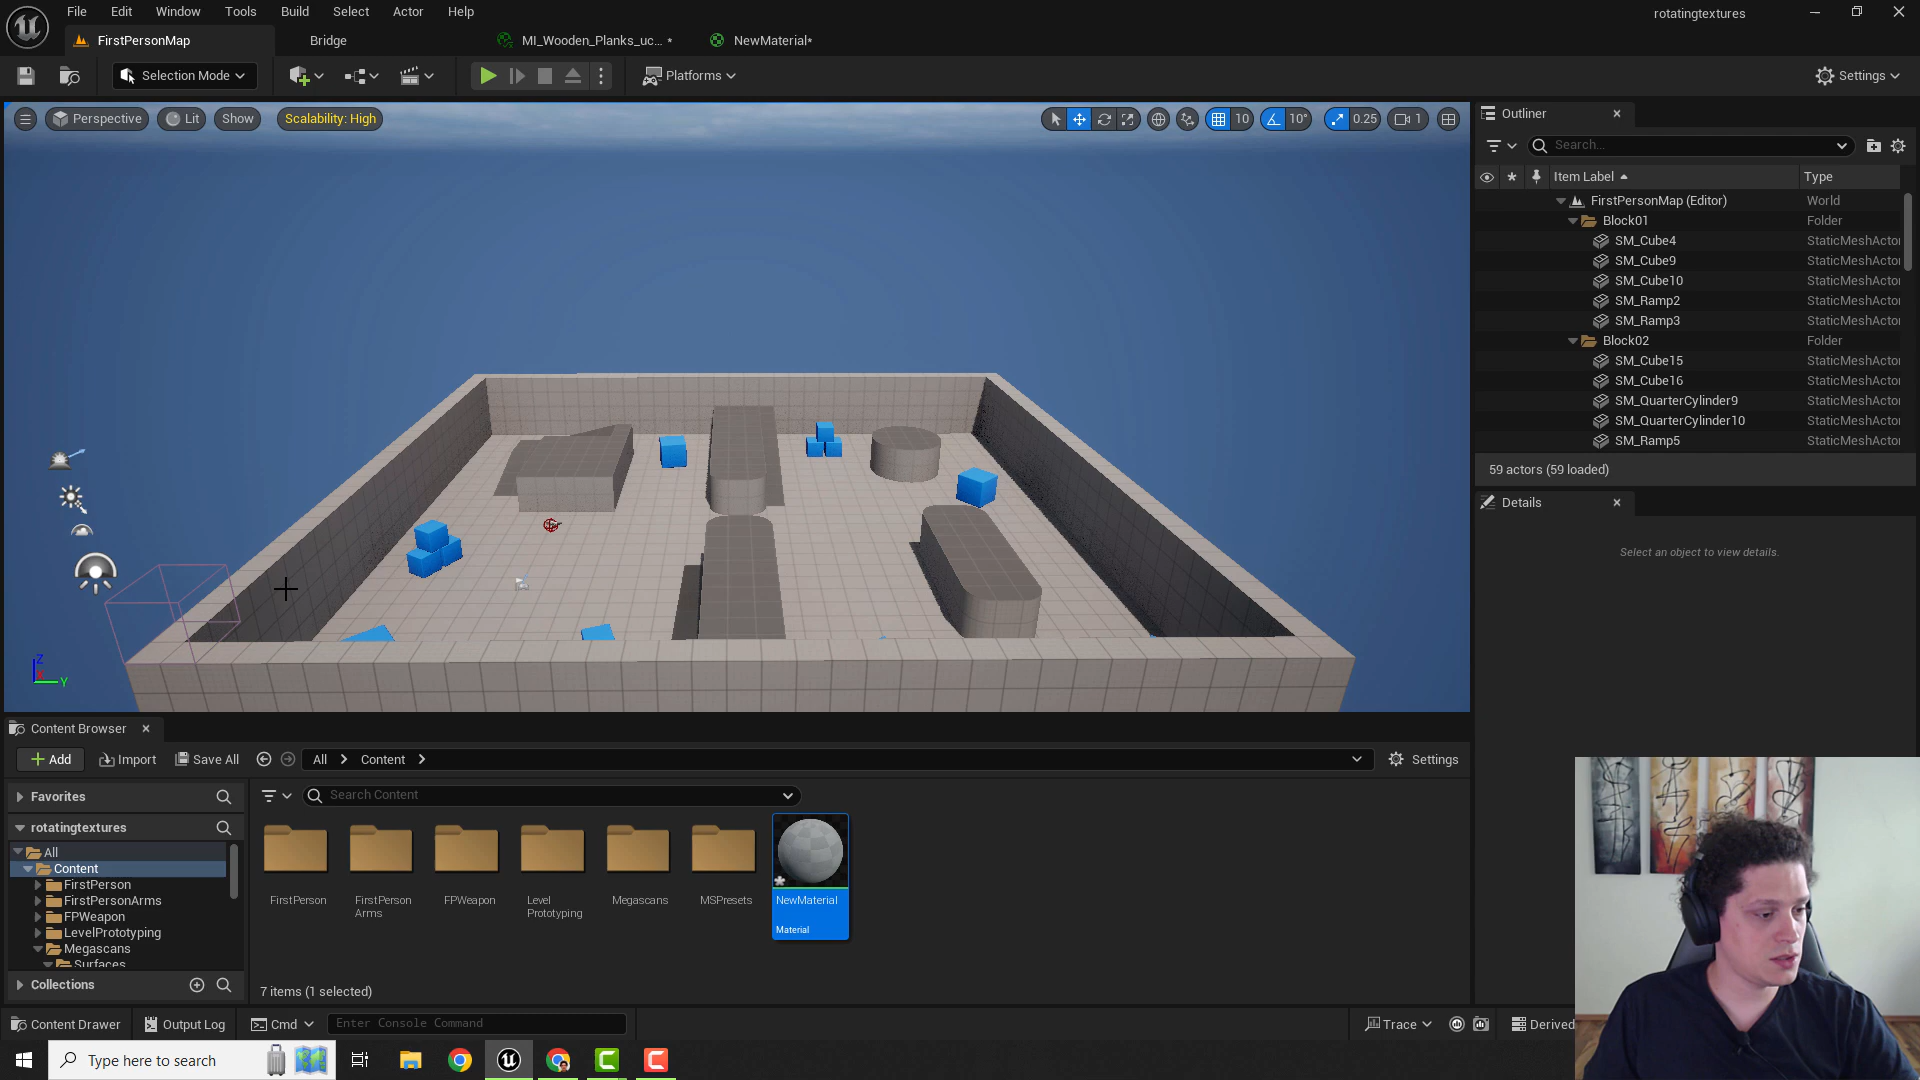 File Edit Window Tools Build Select Actor Help
rotatingtextures
FirstPersonMap
Bridge
MI_Wooden_Planks_uc... *
NewMaterial*
Selection Mode
Platforms
Settings
Perspective
Lit
Show
Scalability: High
10
10°
0.25
1
Z
Y
Outliner
Search...
Item Label
Type
FirstPersonMap (Editor) World
Block01 Folder
SM_Cube4 StaticMeshActor
SM_Cube9 StaticMeshActor
SM_Cube10 StaticMeshActor
SM_Ramp2 StaticMeshActor
SM_Ramp3 StaticMeshActor
Block02 Folder
SM_Cube15 StaticMeshActor
SM_Cube16 StaticMeshActor
SM_QuarterCylinder9 StaticMeshActor
SM_QuarterCylinder10 StaticMeshActor
SM_Ramp5 StaticMeshActor
59 actors (59 loaded)
Details
Select an object to view details.
Content Browser
Add
Import
Save All
All
Content
Settings
Favorites
rotatingtextures
All
Content
FirstPerson
FirstPersonArms
FPWeapon
LevelPrototyping
Megascans
Surfaces
Collections
Search Content
FirstPerson
FirstPerson
Arms
FPWeapon
Level
Prototyping
Megascans
MSPresets
NewMaterial
Material
7 items (1 selected)
Content Drawer
Output Log
Cmd
Enter Console Command
Trace
Derived
Type here to search